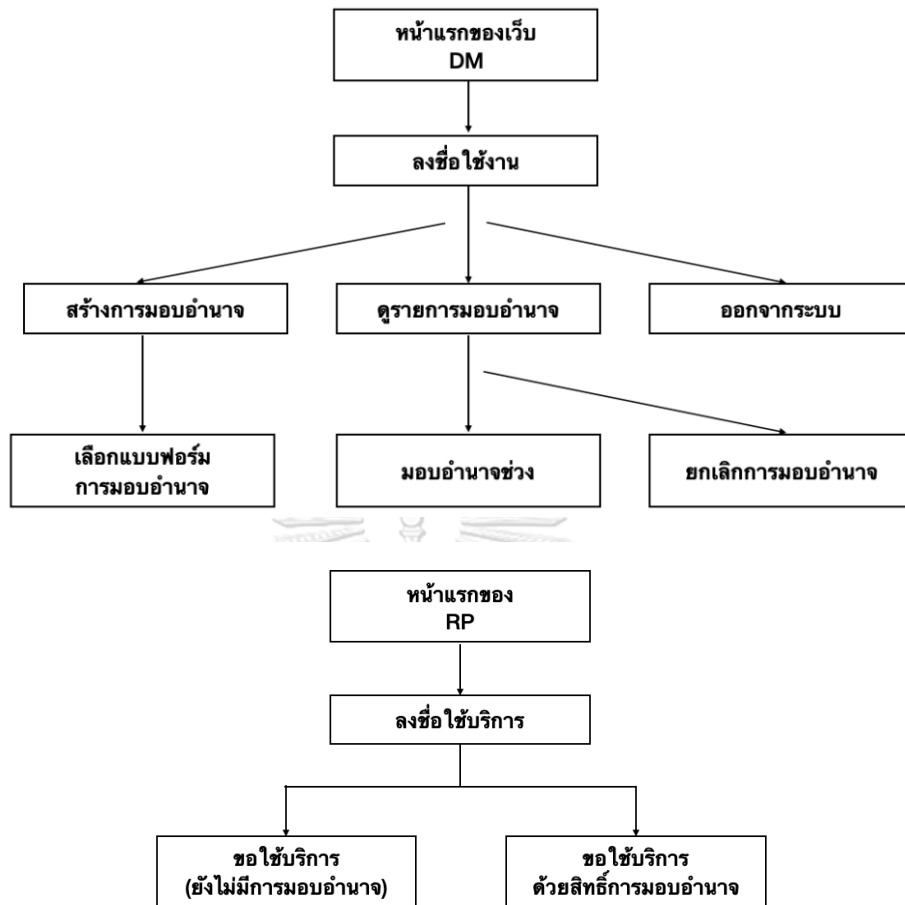 หน้าแรกของเว็บ
DM
ลงชื่อใช้งาน
สร้างการมอบอำนาจ
ดูรายการมอบอำนาจ
ออกจากระบบ
เลือกแบบฟอร์ม
การมอบอำนาจ
มอบอำนาจช่วง
ยกเลิกการมอบอำนาจ
หน้าแรกของ
RP
ลงชื่อใช้บริการ
ขอใช้บริการ
(ยังไม่มีการมอบอำนาจ)
ขอใช้บริการ
ด้วยสิทธิ์การมอบอำนาจ